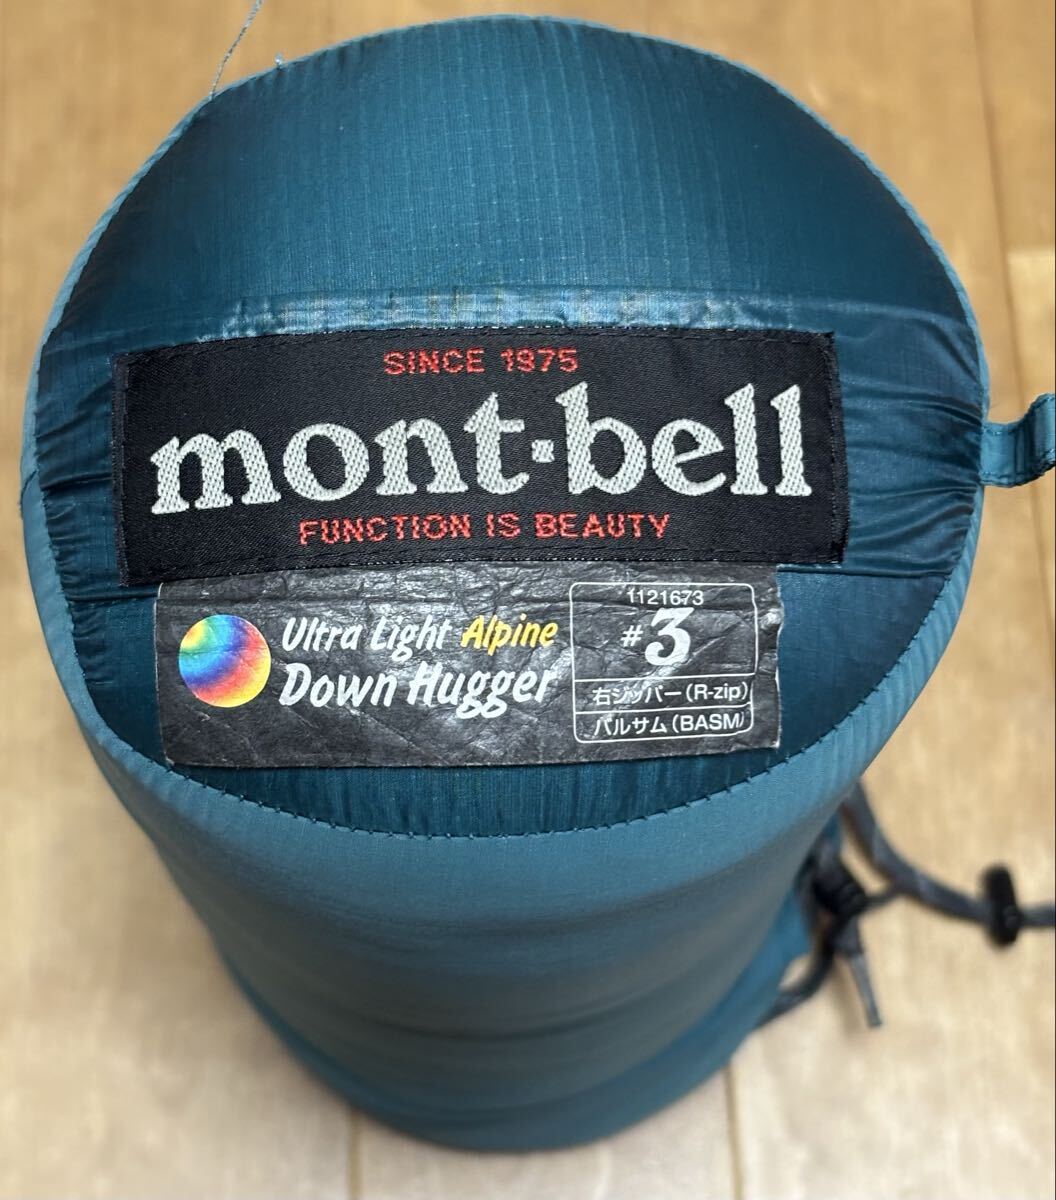 SINCE 1975
mont·bell
FUNCTION IS BEAUTY
Ultra Light Alpine
Down Hugger
1121673
#3
右ジッパー(R-zip)
バルサム(BASM)